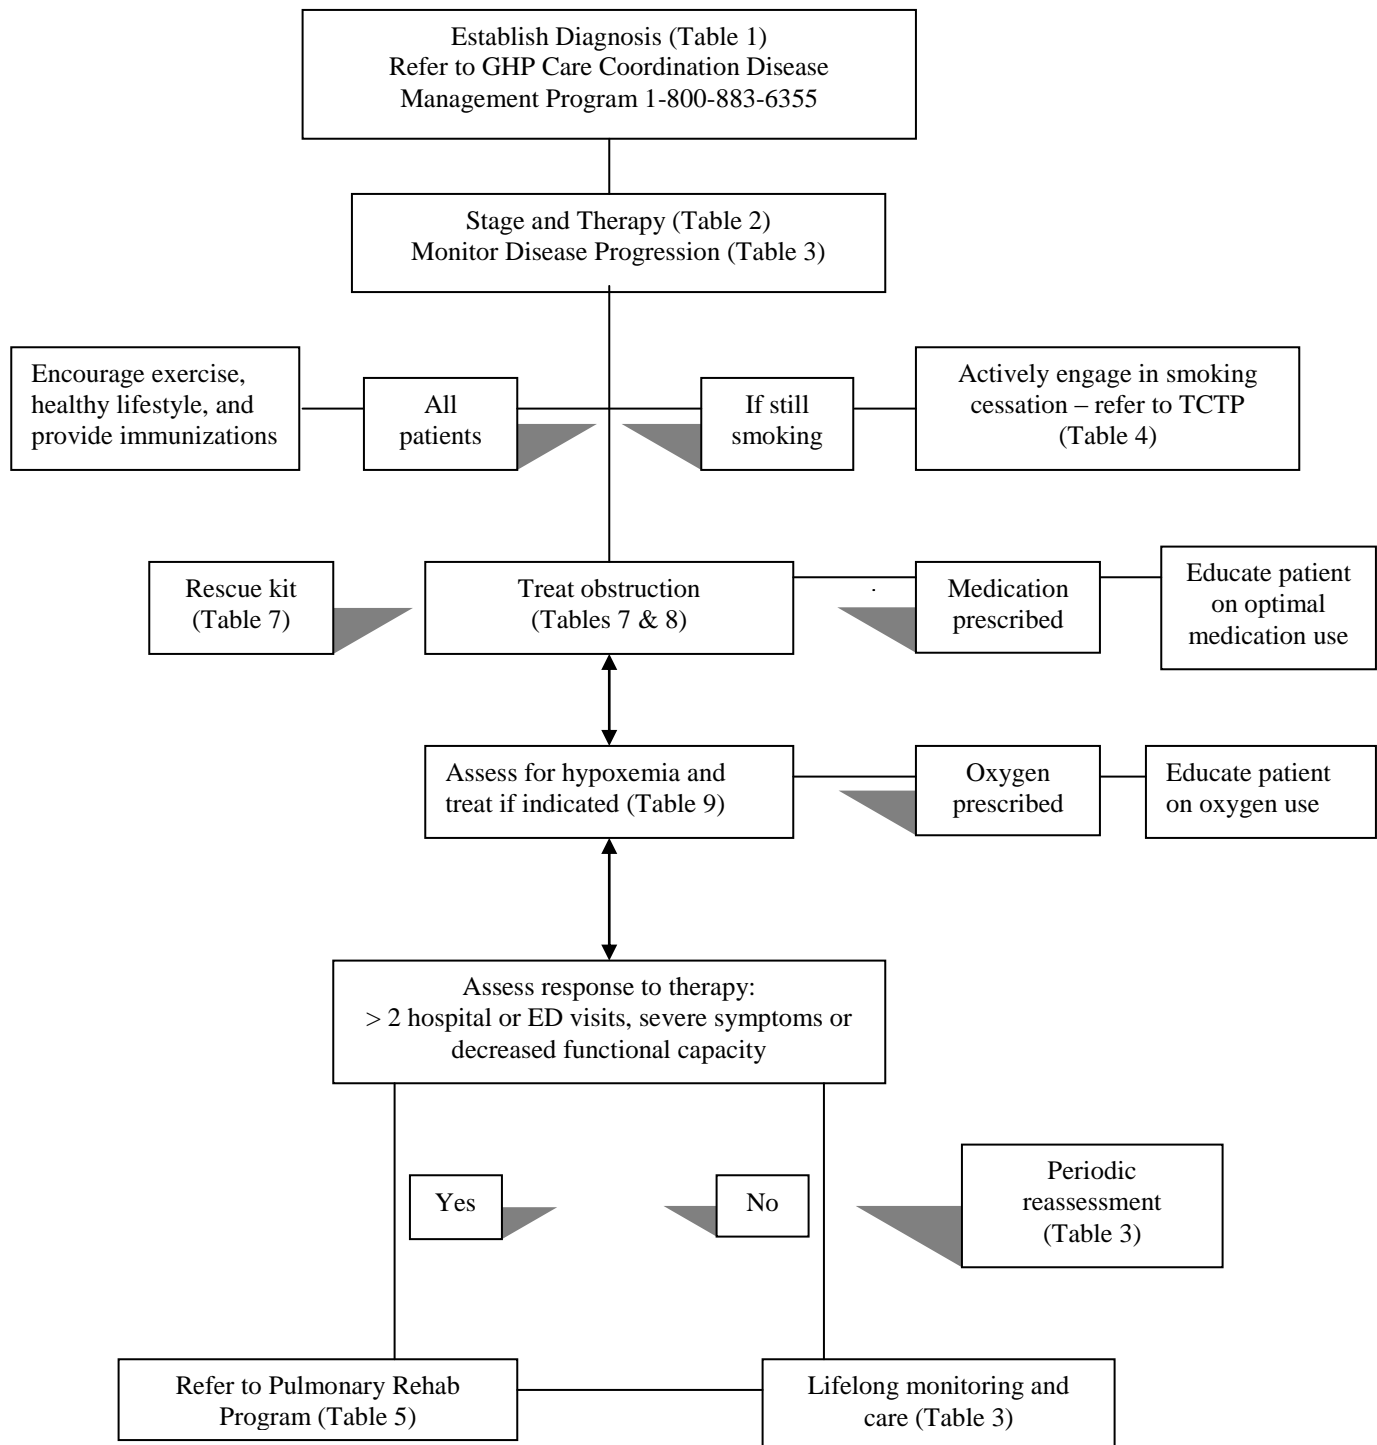 Establish Diagnosis (Table 1)
Refer to GHP Care Coordination Disease
Management Program 1-800-883-6355
Stage and Therapy (Table 2)
Monitor Disease Progression (Table 3)
Encourage exercise,
healthy lifestyle, and
provide immunizations
All
patients
If still
smoking
Actively engage in smoking
cessation – refer to TCTP
(Table 4)
Rescue kit
(Table 7)
Treat obstruction
(Tables 7 & 8)
Medication
prescribed
Educate patient
on optimal
medication use
Assess for hypoxemia and
treat if indicated (Table 9)
Oxygen
prescribed
Educate patient
on oxygen use
Assess response to therapy:
> 2 hospital or ED visits, severe symptoms or
decreased functional capacity
Yes
No
Periodic
reassessment
(Table 3)
Refer to Pulmonary Rehab
Program (Table 5)
Lifelong monitoring and
care (Table 3)